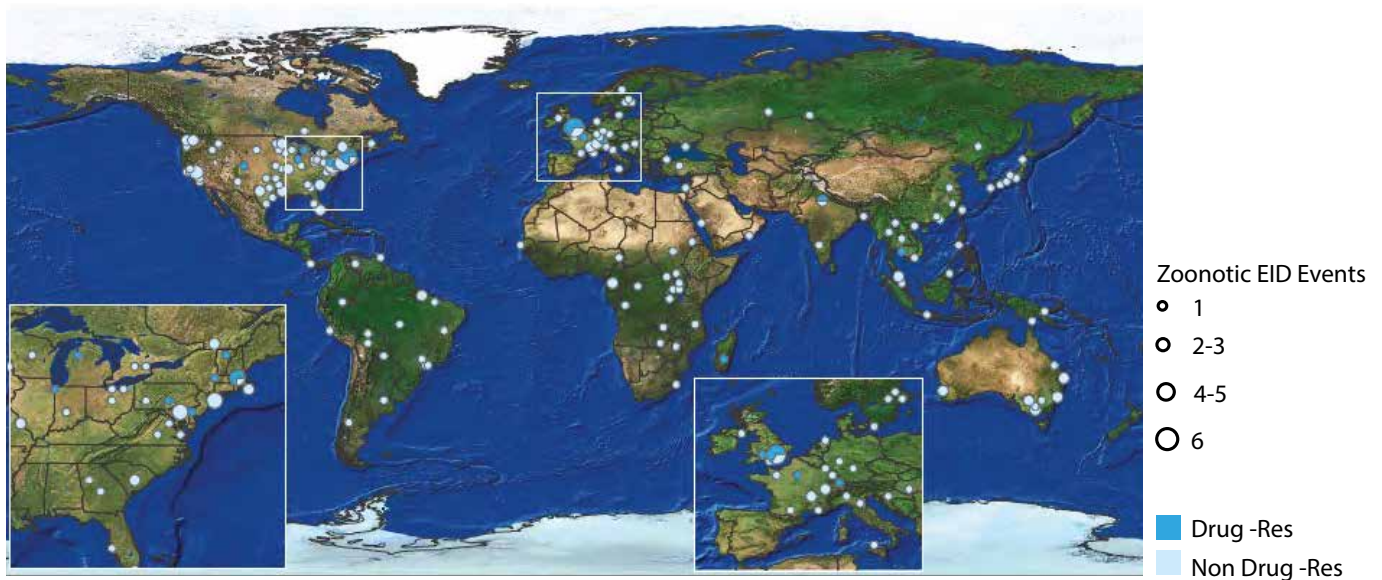 Zoonotic EID Events
1
2-3
4-5
6
Drug -Res
Non Drug -Res